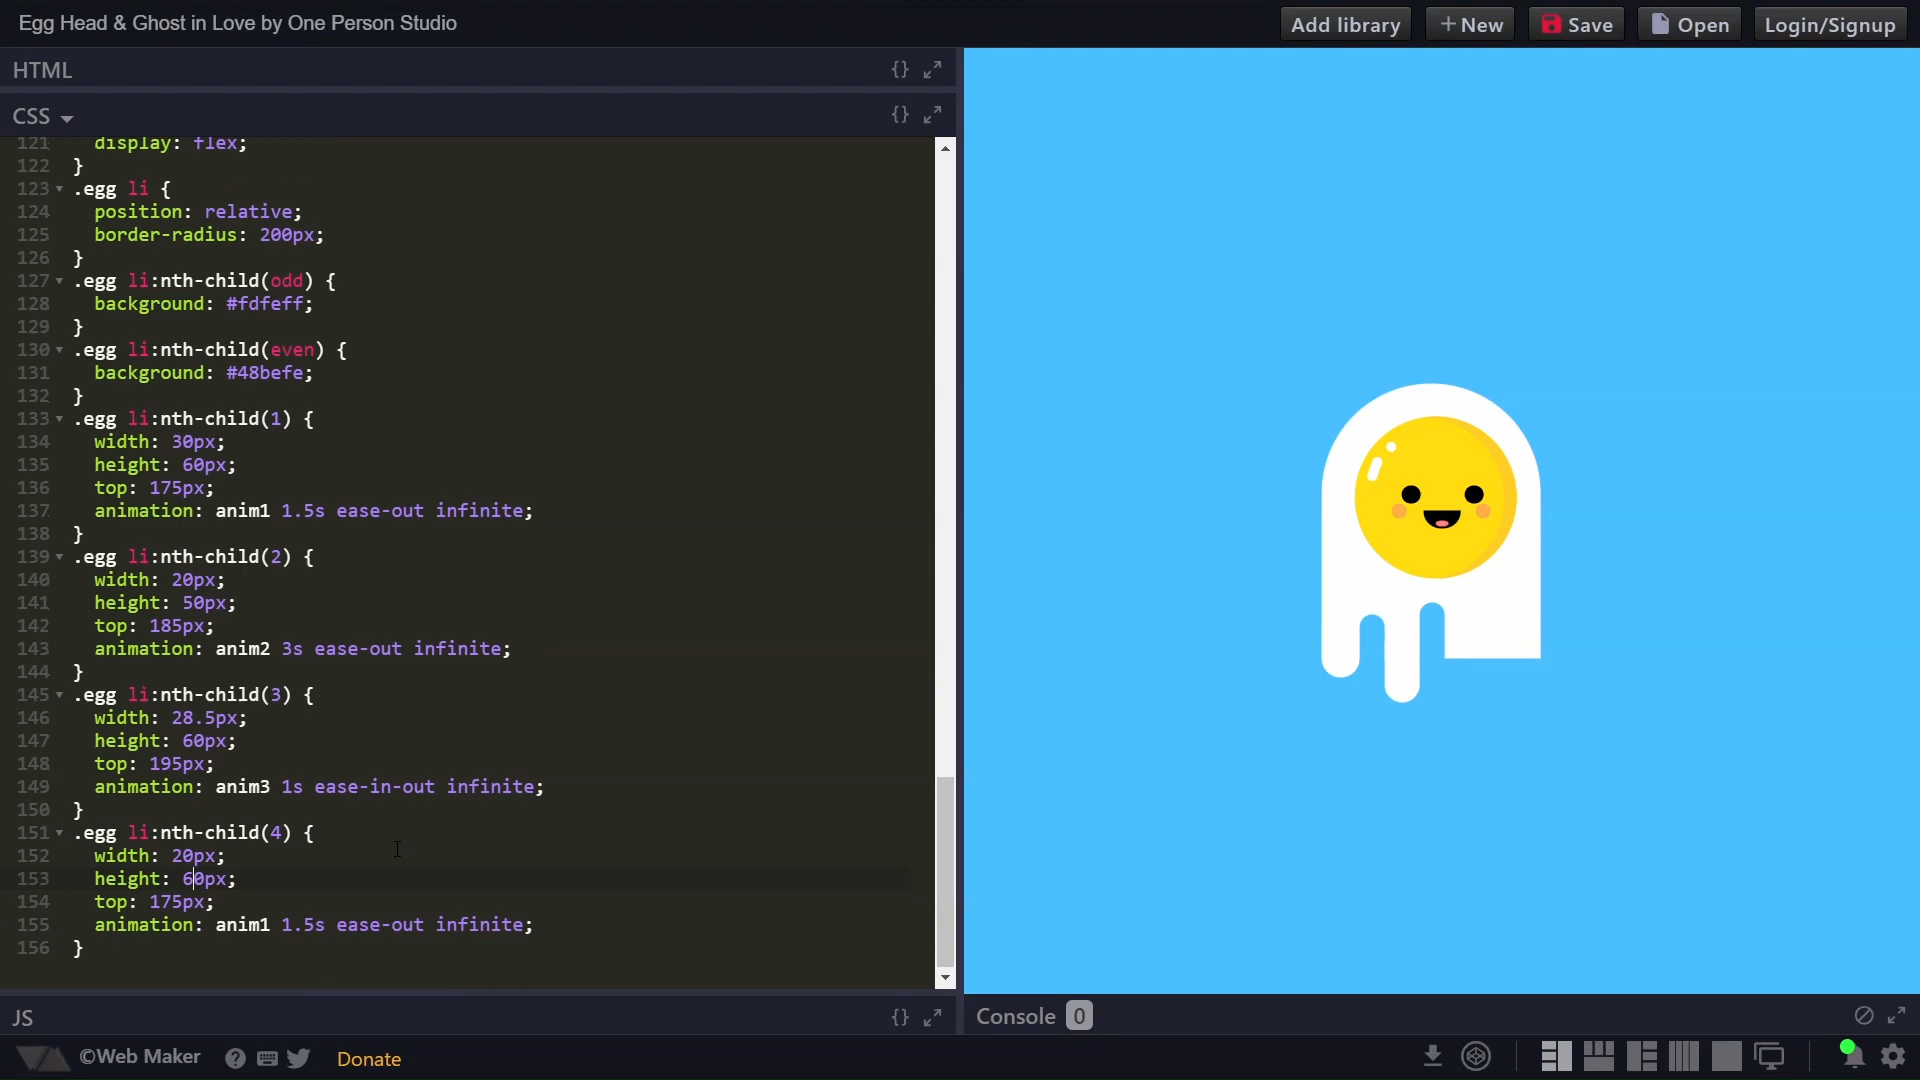 Egg Head & Ghost in Love by One Person Studio
Add library
+ New
Save
Open
Login/Signup
HTML
{}
CSS
{}
121 display: flex;
122 }
123 .egg li {
124 position: relative;
125 border-radius: 200px;
126 }
127 .egg li:nth-child(odd) {
128 background: #fdfeff;
129 }
130 .egg li:nth-child(even) {
131 background: #48befe;
132 }
133 .egg li:nth-child(1) {
134 width: 30px;
135 height: 60px;
136 top: 175px;
137 animation: anim1 1.5s ease-out infinite;
138 }
139 .egg li:nth-child(2) {
140 width: 20px;
141 height: 50px;
142 top: 185px;
143 animation: anim2 3s ease-out infinite;
144 }
145 .egg li:nth-child(3) {
146 width: 28.5px;
147 height: 60px;
148 top: 195px;
149 animation: anim3 1s ease-in-out infinite;
150 }
151 .egg li:nth-child(4) {
152 width: 20px;
153 height: 60px;
154 top: 175px;
155 animation: anim1 1.5s ease-out infinite;
156 }
JS
{}
Console 0
©Web Maker
?
Donate